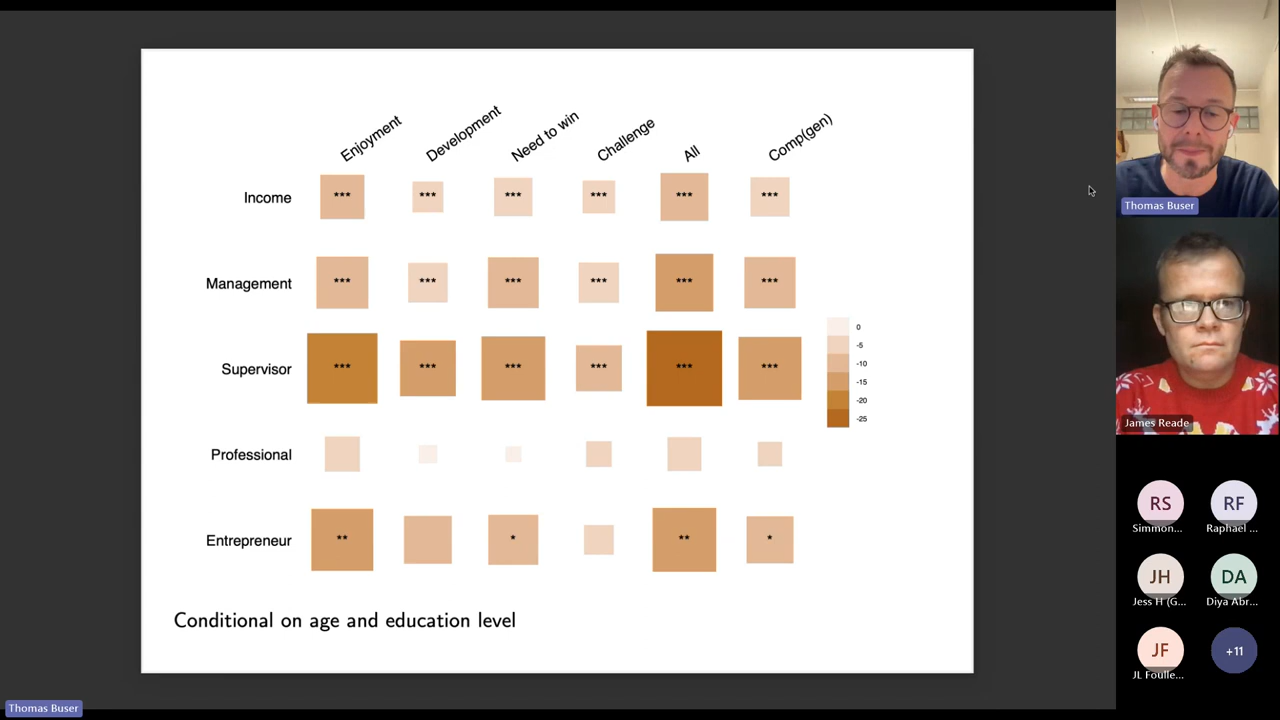 Enjoyment Development Need to win Challenge All Comp(gen)
Income *** *** *** *** *** ***
Management *** *** *** *** *** ***
Supervisor *** *** *** *** *** ***
Professional
Entrepreneur ** * ** *
0
-5
-10
-15
-20
-25
Conditional on age and education level
Thomas Buser
Thomas Buser
James Reade
RS RF
Simmon... Raphael ...
JH DA
Jess H (G... Diya Abr...
JF +11
JL Foulle...